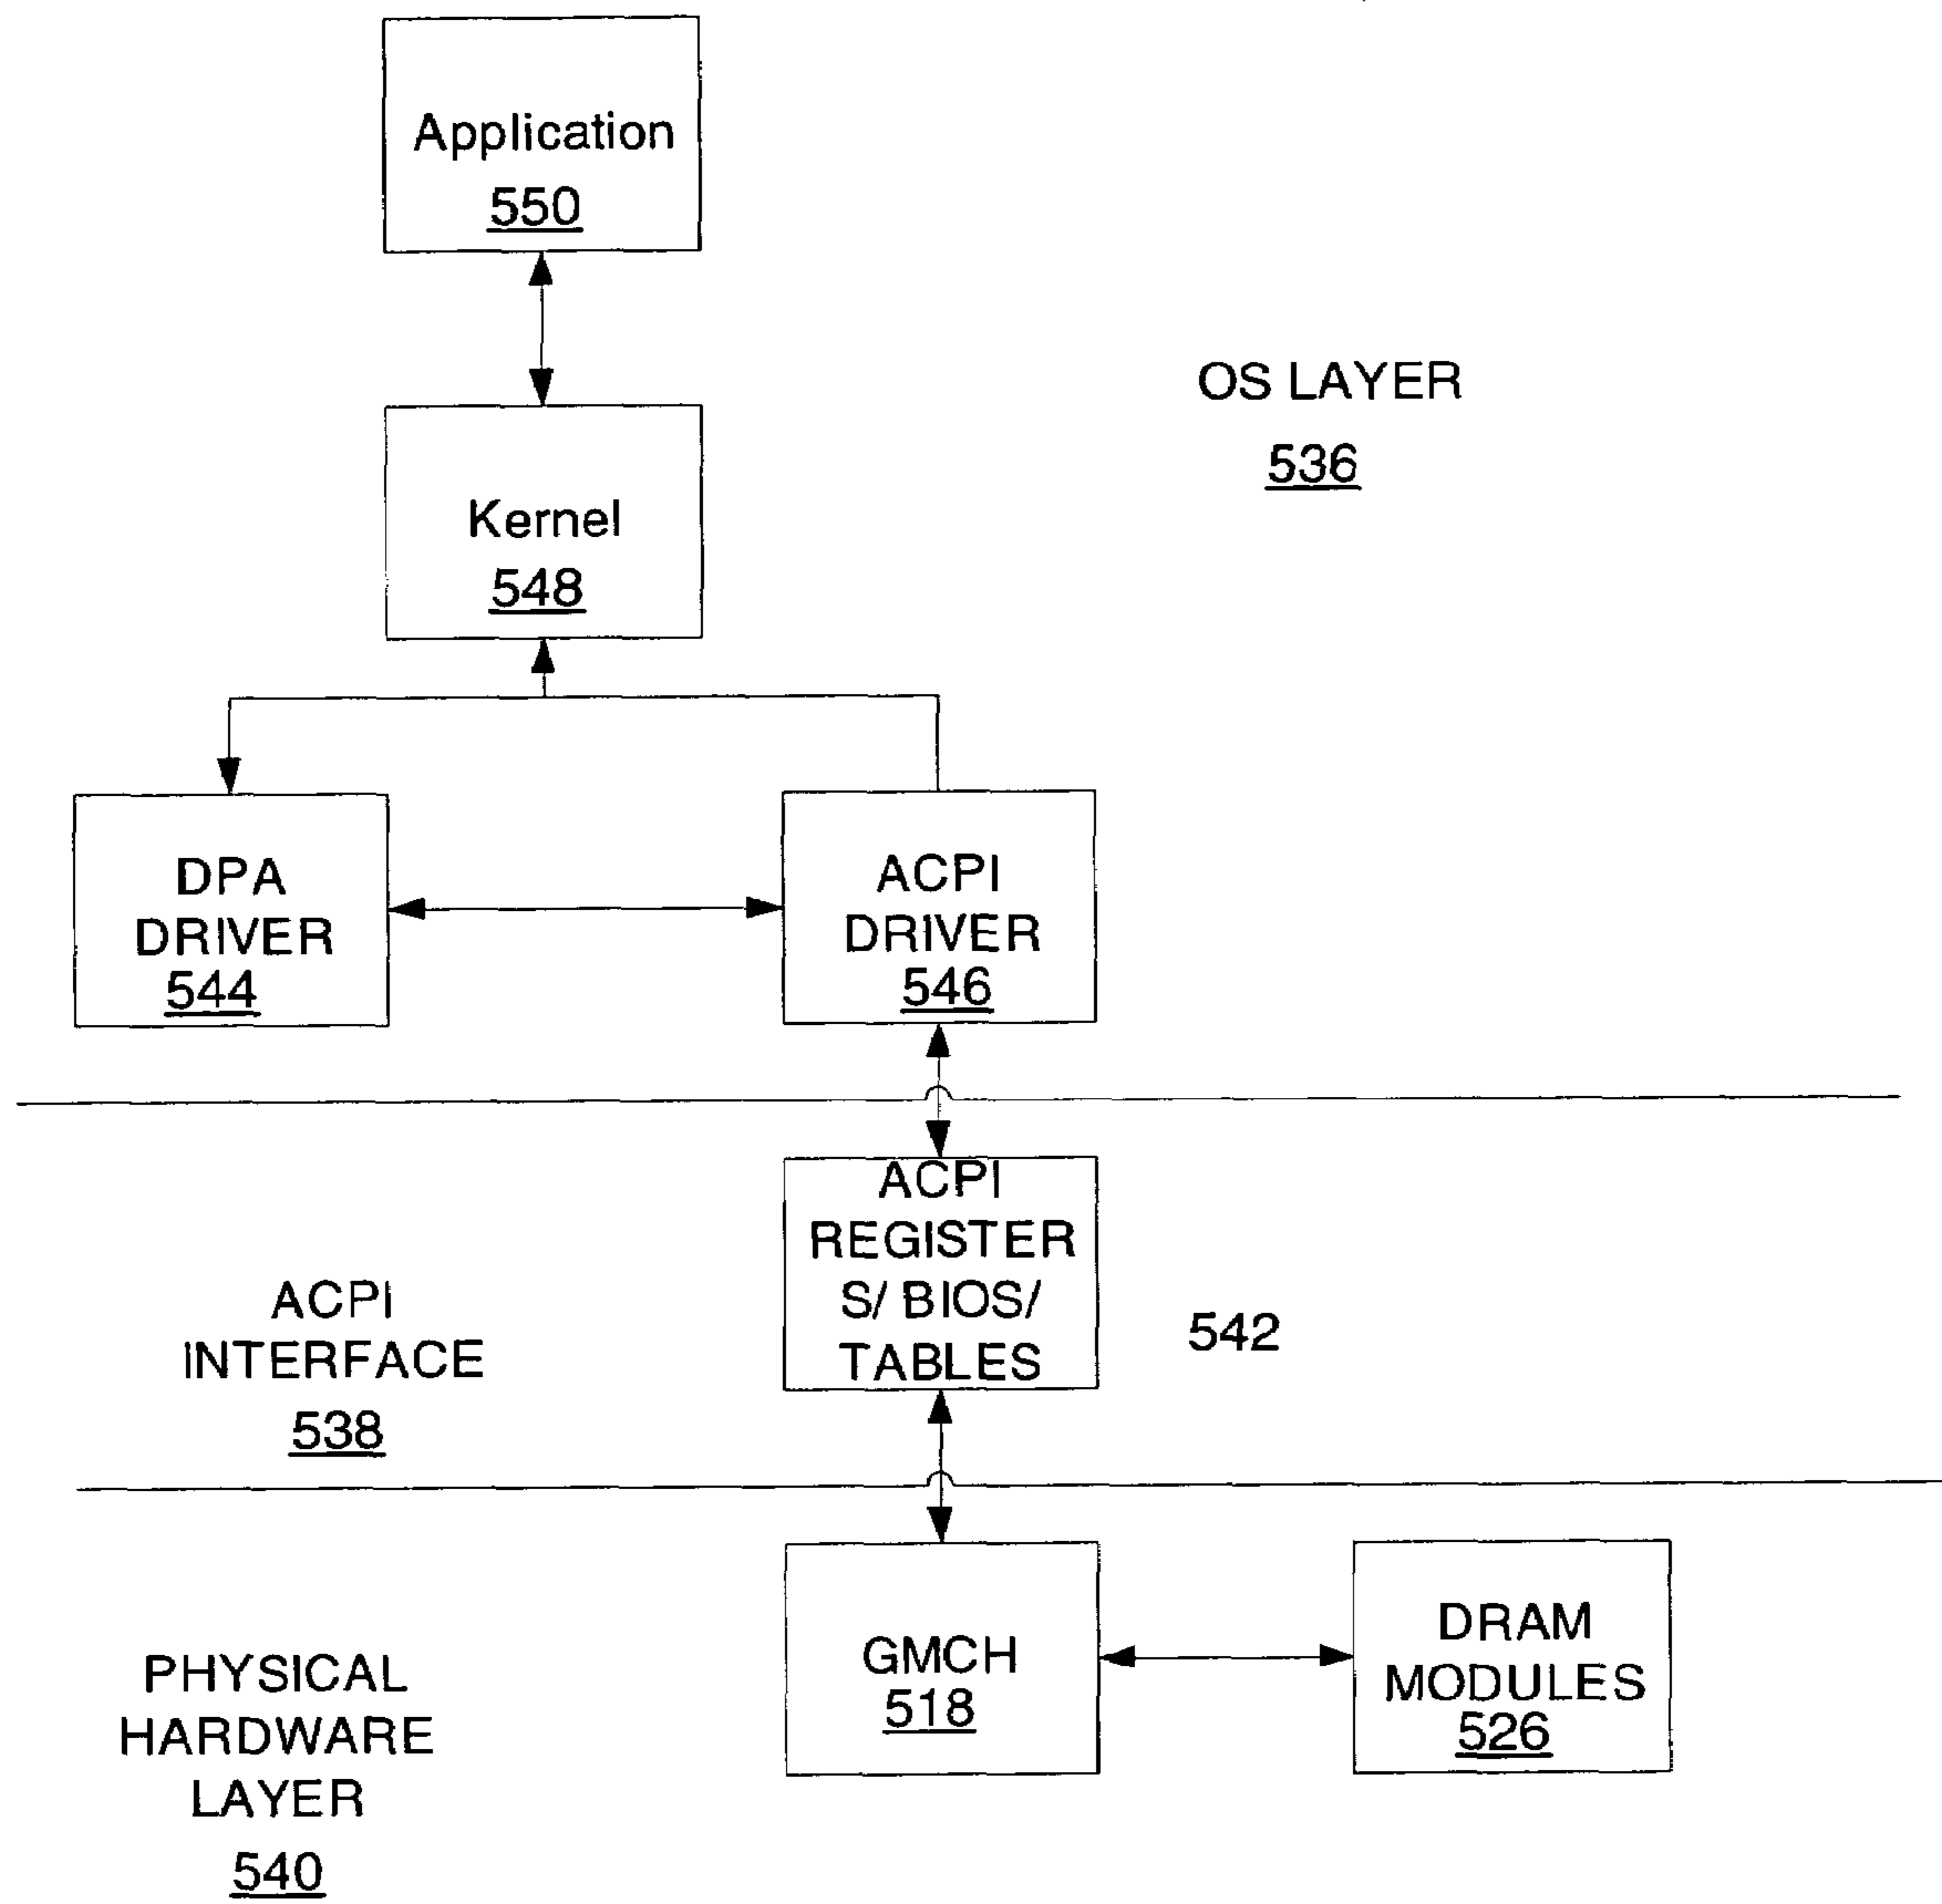 Application
550
OS LAYER
536
Kernel
548
DPA
DRIVER
544
ACPI
DRIVER
546
ACPI
INTERFACE
538
ACPI
REGISTER
S/ BIOS/
TABLES
542
PHYSICAL
HARDWARE
LAYER
540
GMCH
518
DRAM
MODULES
526